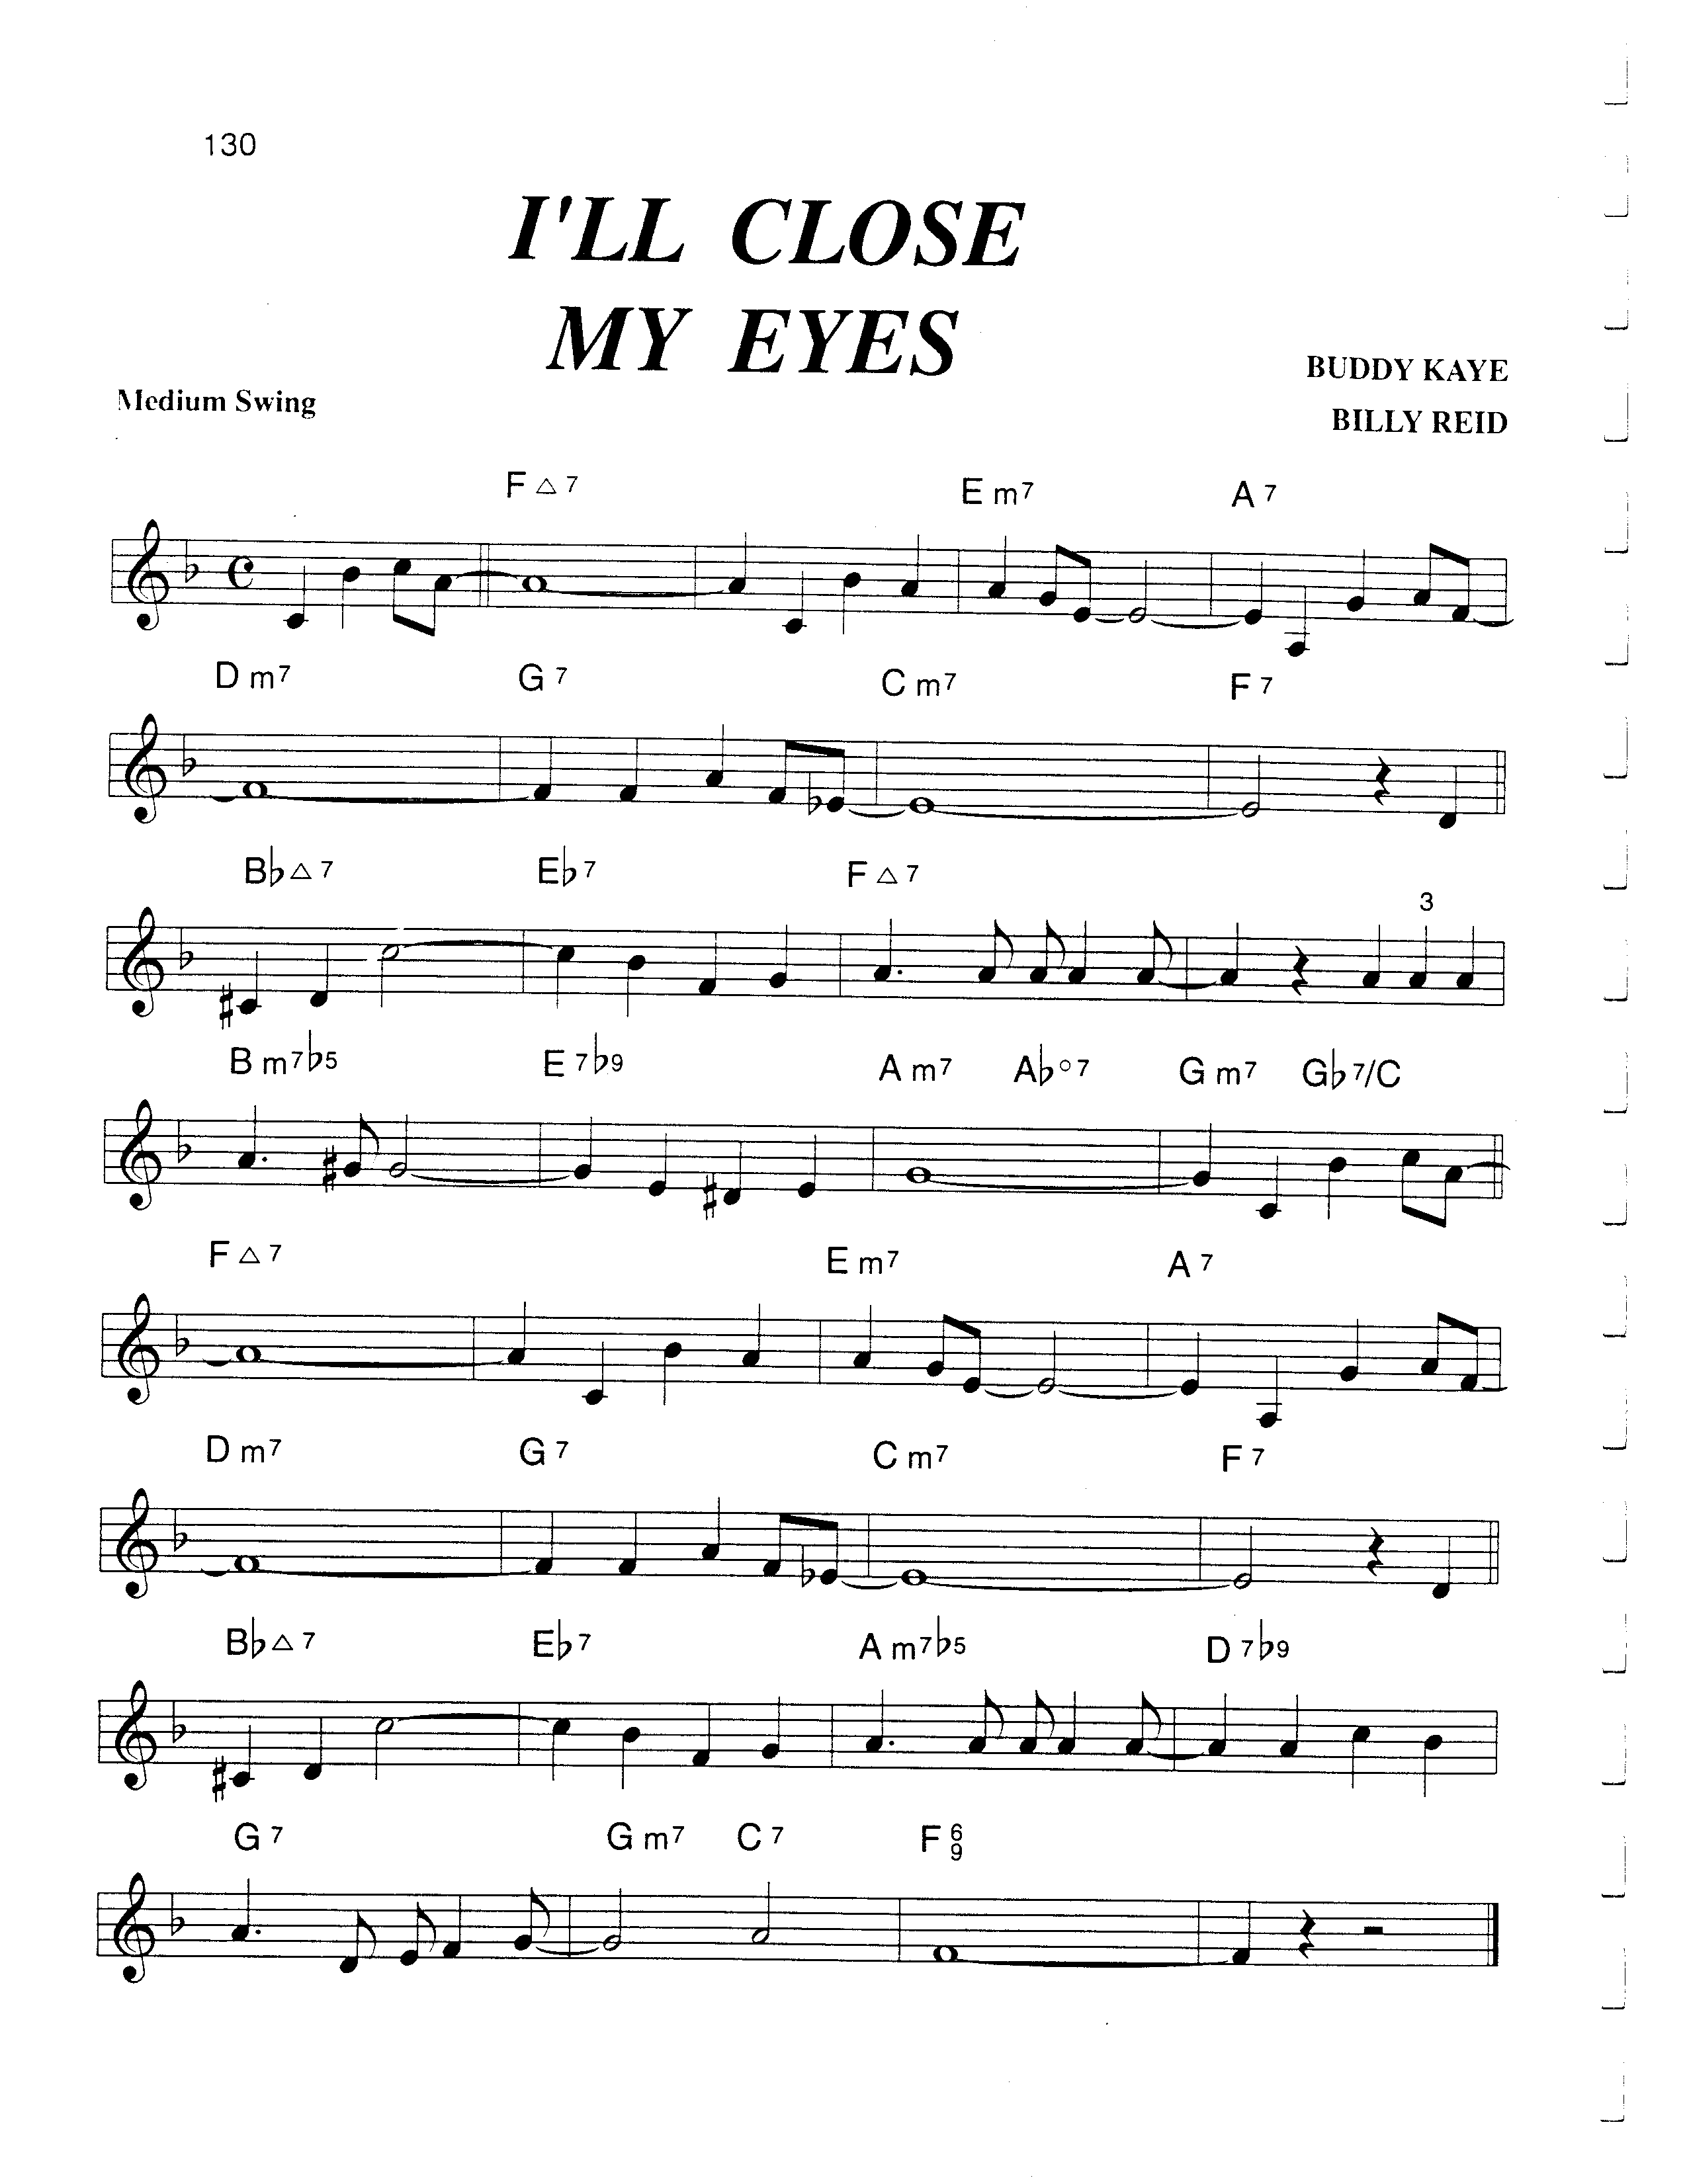 130
I'LL CLOSE
MY EYES
BUDDY KAYE
Medium Swing
BILLY REID
F△7 Em7 A7
Dm7 G7 Cm7 F7
B♭△7 E♭7 F△7
3
Bm7♭5 E7♭9 Am7 A♭°7 Gm7 G♭7/C
F△7 Em7 A7
Dm7 G7 Cm7 F7
B♭△7 E♭7 Am7♭5 D7♭9
G7 Gm7 C7 F6/9